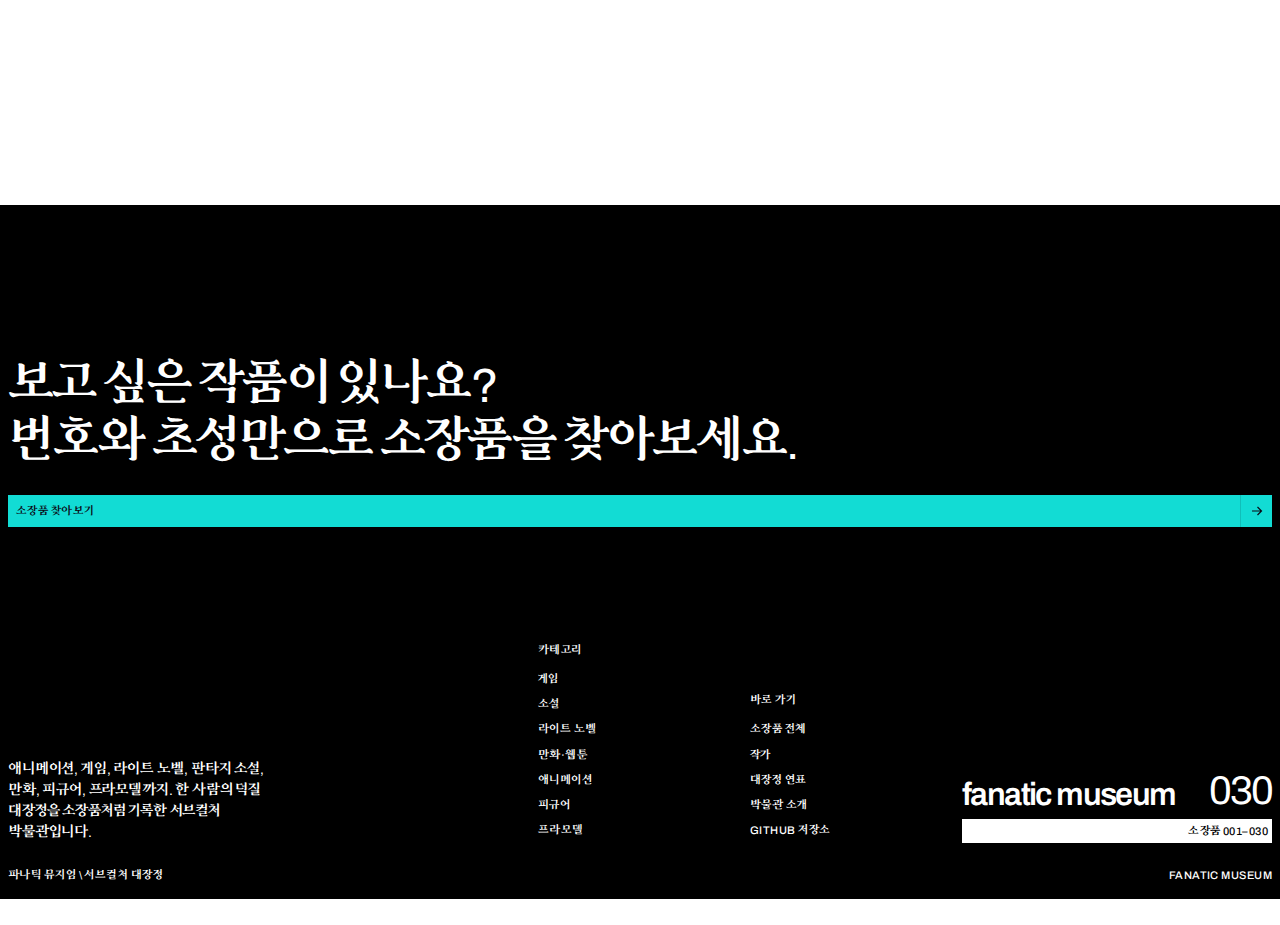 보고 싶은 작품이 있나요?
번호와 초성만으로 소장품을 찾아보세요.
소장품 찾아보기
카테고리
게임
소설
라이트 노벨
만화·웹툰
애니메이션
피규어
프라모델
바로 가기
소장품 전체
작가
대장정 연표
박물관 소개
GITHUB 저장소
애니메이션, 게임, 라이트 노벨, 판타지 소설,
만화, 피규어, 프라모델까지. 한 사람의 덕질
대장정을 소장품처럼 기록한 서브컬처
박물관입니다.
fanatic museum 030
소장품 001–030
파나틱 뮤지엄 \ 서브컬처 대장정
FANATIC MUSEUM